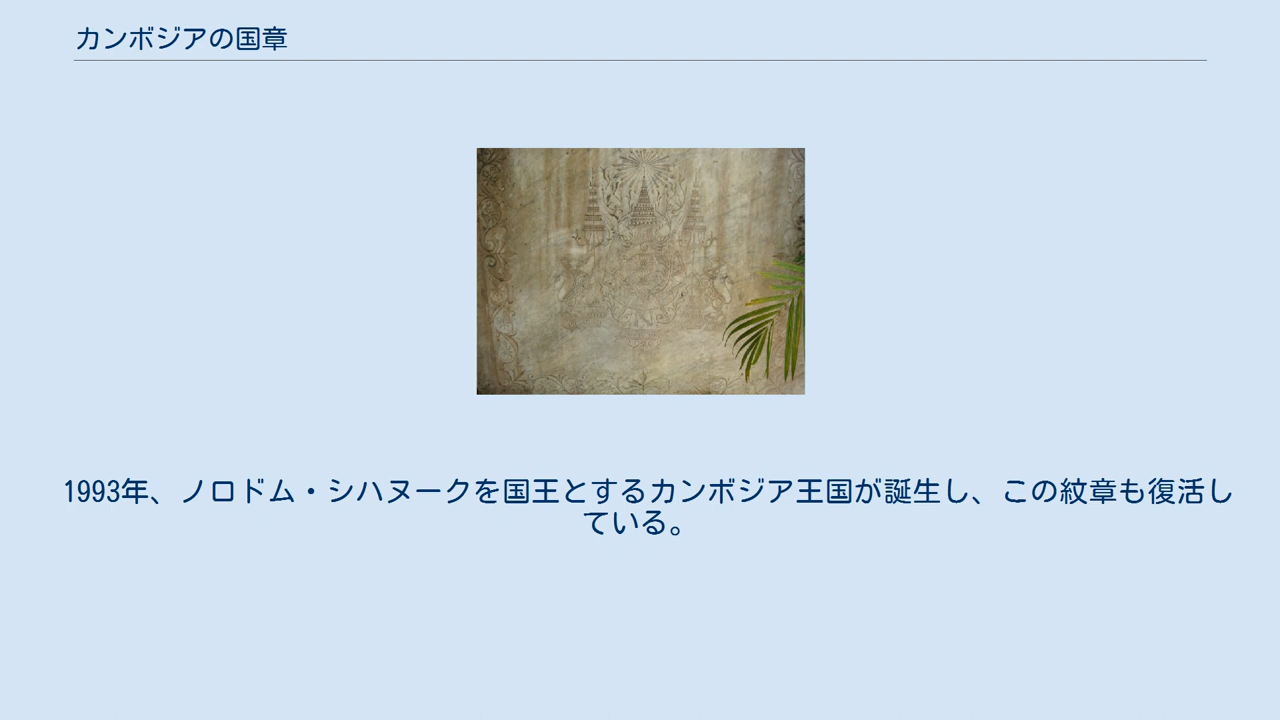 カンボジアの国章
1993年、ノロドム・シハヌークを国王とするカンボジア王国が誕生し、この紋章も復活し
ている。